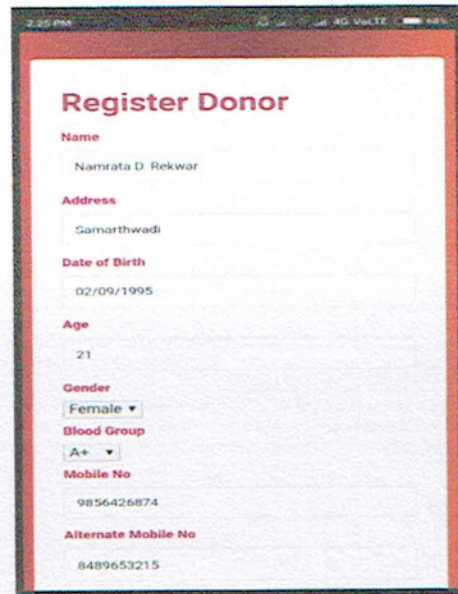 2:25 PM 4G VoLTE 68%
Register Donor
Name
Namrata D. Rekwar
Address
Samarthwadi
Date of Birth
02/09/1995
Age
21
Gender
Female
Blood Group
A+
Mobile No
9856426874
Alternate Mobile No
8489653215